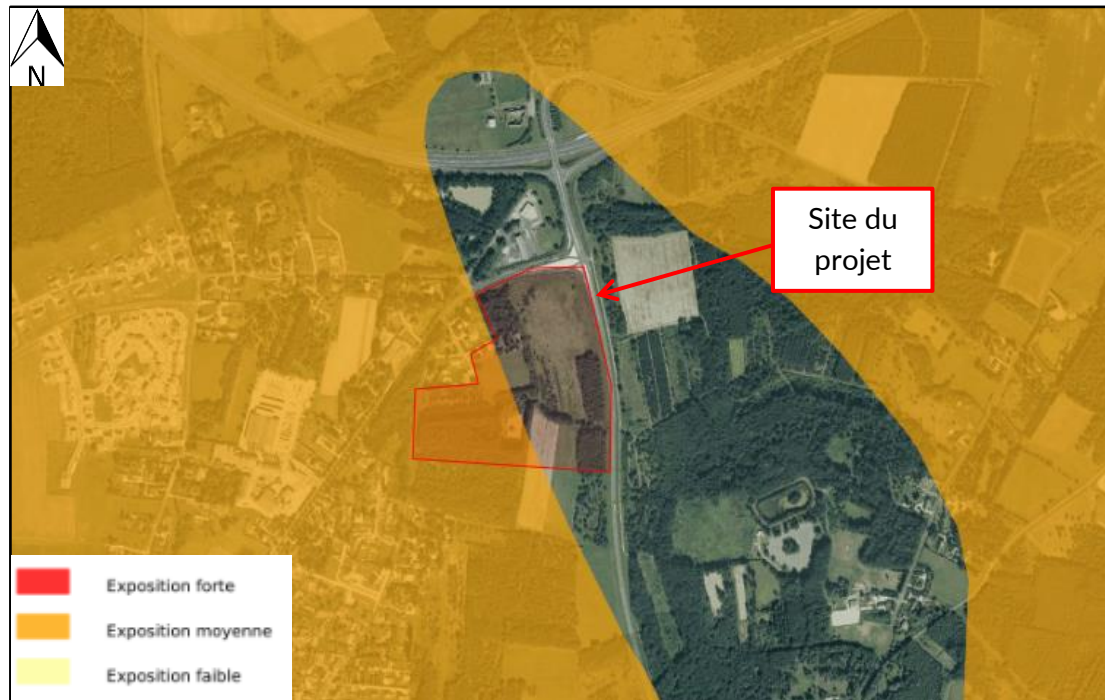 N
Site du
projet
Exposition forte
Exposition moyenne
Exposition faible